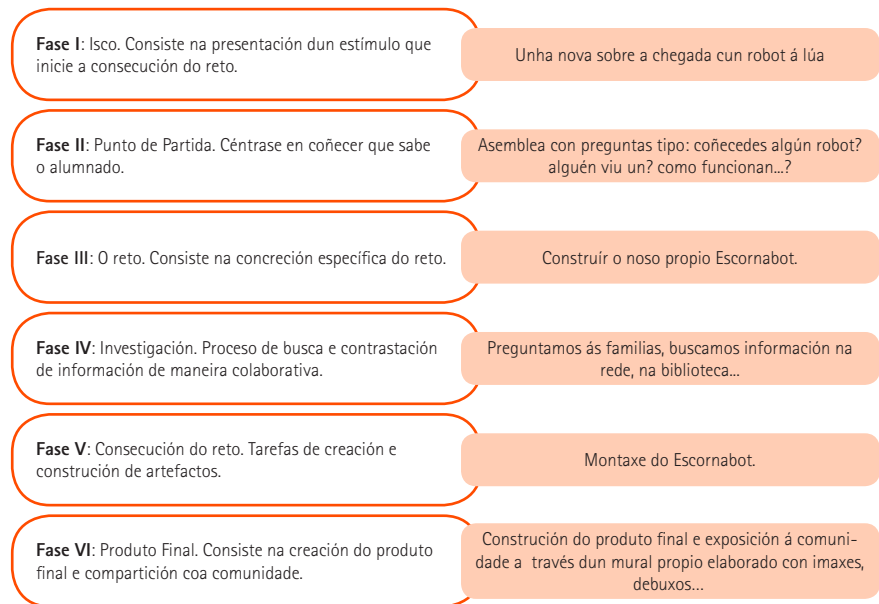 Fase I: Isco. Consiste na presentación dun estímulo que
inicie a consecución do reto.
Unha nova sobre a chegada cun robot á lúa
Fase II: Punto de Partida. Céntrase en coñecer que sabe
o alumnado.
Asemblea con preguntas tipo: coñecedes algún robot?
alguén viu un? como funcionan...?
Fase III: O reto. Consiste na concreción específica do reto.
Construír o noso propio Escornabot.
Fase IV: Investigación. Proceso de busca e contrastación
de información de maneira colaborativa.
Preguntamos ás familias, buscamos información na
rede, na biblioteca...
Fase V: Consecución do reto. Tarefas de creación e
construción de artefactos.
Montaxe do Escornabot.
Fase VI: Produto Final. Consiste na creación do produto
final e compartición coa comunidade.
Construción do produto final e exposición á comuni-
dade a través dun mural propio elaborado con imaxes,
debuxos...